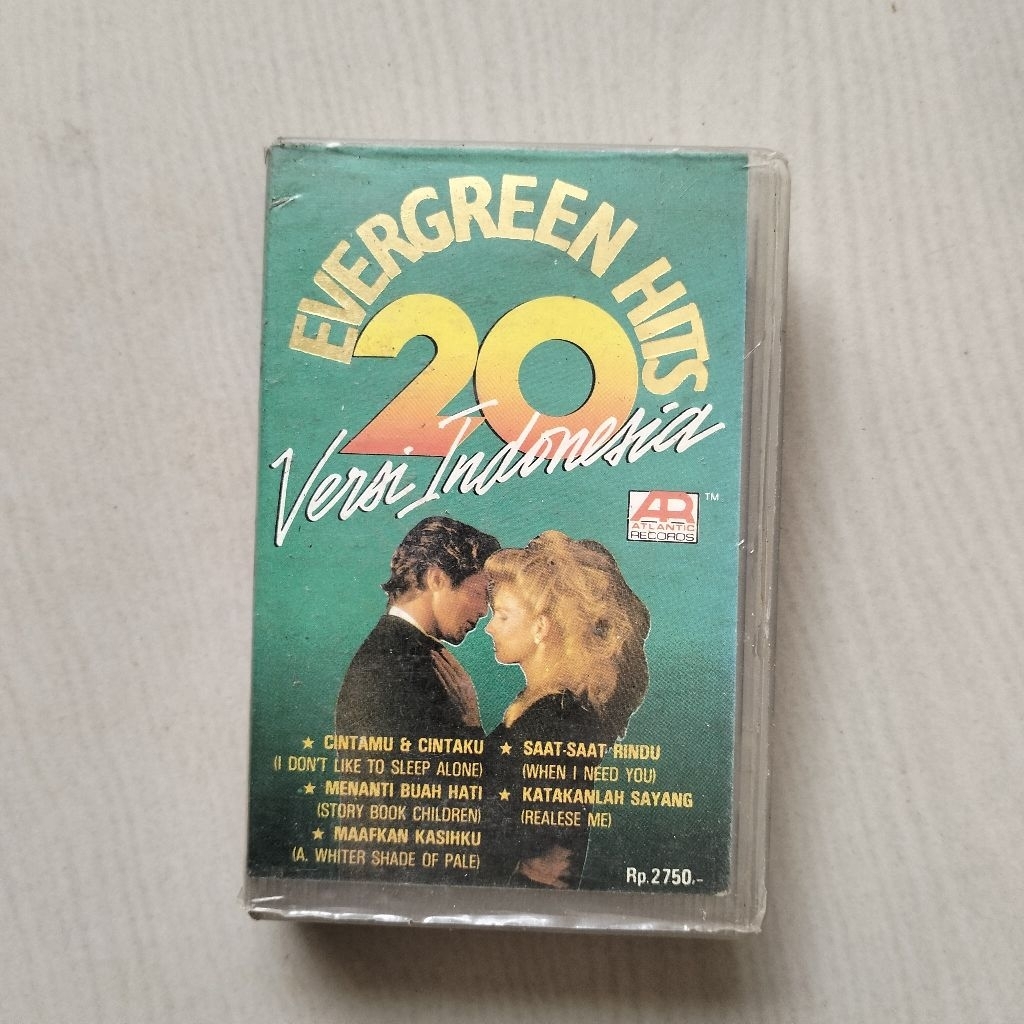 EVERGREEN HITS
20
Versi Indonesia
AR TM
ATLANTIC
RECORDS
★ CINTAMU & CINTAKU
(I DON'T LIKE TO SLEEP ALONE)
★ MENANTI BUAH HATI
(STORY BOOK CHILDREN)
★ MAAFKAN KASIHKU
(A. WHITER SHADE OF PALE)
★ SAAT-SAAT RINDU
(WHEN I NEED YOU)
★ KATAKANLAH SAYANG
(REALESE ME)
Rp.2750.-